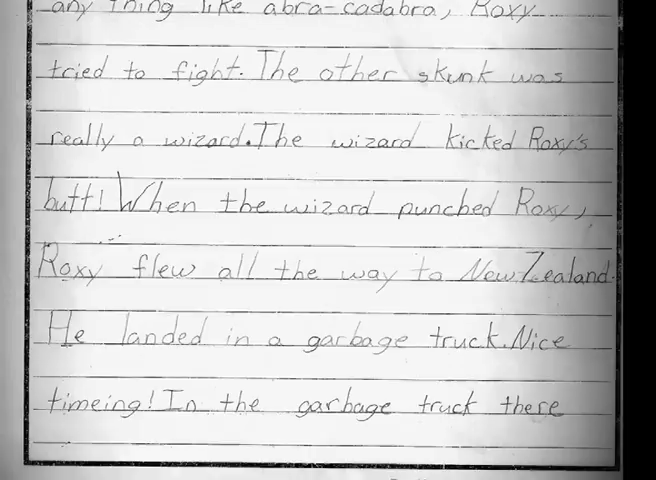 any thing like abra-cadabra, Roxy
tried to fight. The other skunk was
really a wizard. The wizard kicked Roxy's
butt! When the wizard punched Roxy,
Roxy flew all the way to New Zealand.
He landed in a garbage truck. Nice
timeing! In the garbage truck there